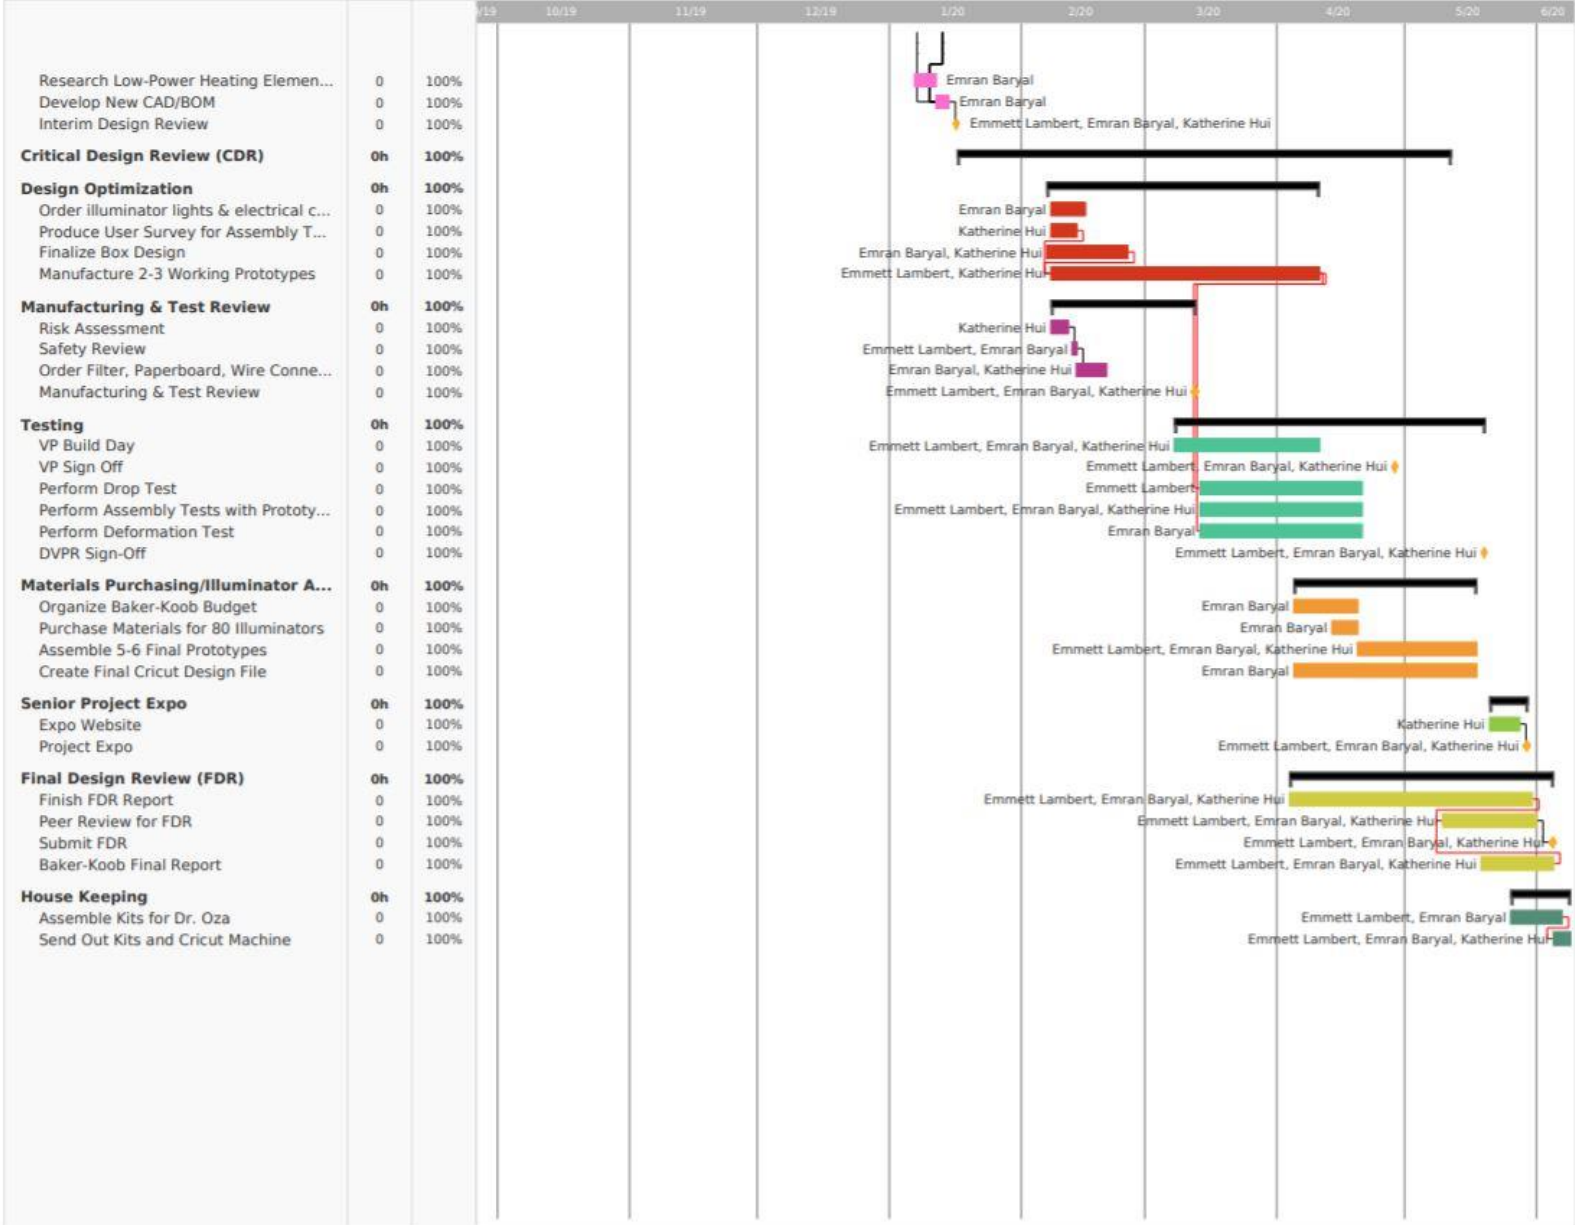 /19 10/19 11/19 12/19 1/20 2/20 3/20 4/20 5/20 6/20
Research Low-Power Heating Elemen... 0 100% Emran Baryal
Develop New CAD/BOM 0 100% Emran Baryal
Interim Design Review 0 100% Emmett Lambert, Emran Baryal, Katherine Hui
Critical Design Review (CDR) 0h 100%
Design Optimization 0h 100%
Order illuminator lights & electrical c... 0 100% Emran Baryal
Produce User Survey for Assembly T... 0 100% Katherine Hui
Finalize Box Design 0 100% Emran Baryal, Katherine Hui
Manufacture 2-3 Working Prototypes 0 100% Emmett Lambert, Katherine Hui
Manufacturing & Test Review 0h 100%
Risk Assessment 0 100% Katherine Hui
Safety Review 0 100% Emmett Lambert, Emran Baryal
Order Filter, Paperboard, Wire Conne... 0 100% Emran Baryal, Katherine Hui
Manufacturing & Test Review 0 100% Emmett Lambert, Emran Baryal, Katherine Hui
Testing 0h 100%
VP Build Day 0 100% Emmett Lambert, Emran Baryal, Katherine Hui
VP Sign Off 0 100% Emmett Lambert, Emran Baryal, Katherine Hui
Perform Drop Test 0 100% Emmett Lambert
Perform Assembly Tests with Prototy... 0 100% Emmett Lambert, Emran Baryal, Katherine Hui
Perform Deformation Test 0 100% Emran Baryal
DVPR Sign-Off 0 100% Emmett Lambert, Emran Baryal, Katherine Hui
Materials Purchasing/Illuminator A... 0h 100%
Organize Baker-Koob Budget 0 100% Emran Baryal
Purchase Materials for 80 Illuminators 0 100% Emran Baryal
Assemble 5-6 Final Prototypes 0 100% Emmett Lambert, Emran Baryal, Katherine Hui
Create Final Cricut Design File 0 100% Emran Baryal
Senior Project Expo 0h 100%
Expo Website 0 100% Katherine Hui
Project Expo 0 100% Emmett Lambert, Emran Baryal, Katherine Hui
Final Design Review (FDR) 0h 100%
Finish FDR Report 0 100% Emmett Lambert, Emran Baryal, Katherine Hui
Peer Review for FDR 0 100% Emmett Lambert, Emran Baryal, Katherine Hui
Submit FDR 0 100% Emmett Lambert, Emran Baryal, Katherine Hui
Baker-Koob Final Report 0 100% Emmett Lambert, Emran Baryal, Katherine Hui
House Keeping 0h 100%
Assemble Kits for Dr. Oza 0 100% Emmett Lambert, Emran Baryal
Send Out Kits and Cricut Machine 0 100% Emmett Lambert, Emran Baryal, Katherine Hui